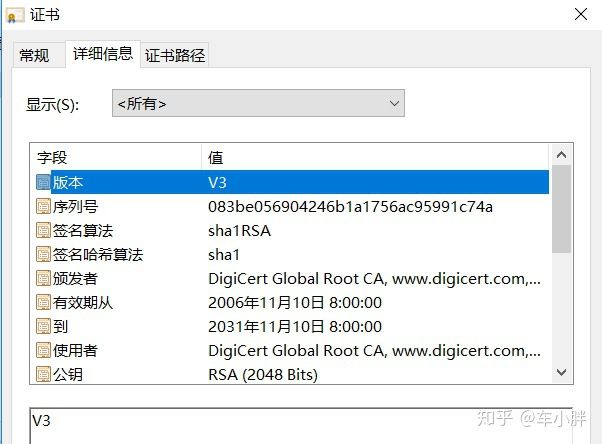 证书
常规 详细信息 证书路径
显示(S): <所有>
字段 值
版本 V3
序列号 083be056904246b1a1756ac95991c74a
签名算法 sha1RSA
签名哈希算法 sha1
颁发者 DigiCert Global Root CA, www.digicert.com,...
有效期从 2006年11月10日 8:00:00
到 2031年11月10日 8:00:00
使用者 DigiCert Global Root CA, www.digicert.com,...
公钥 RSA (2048 Bits)
V3
知乎 @车小胖